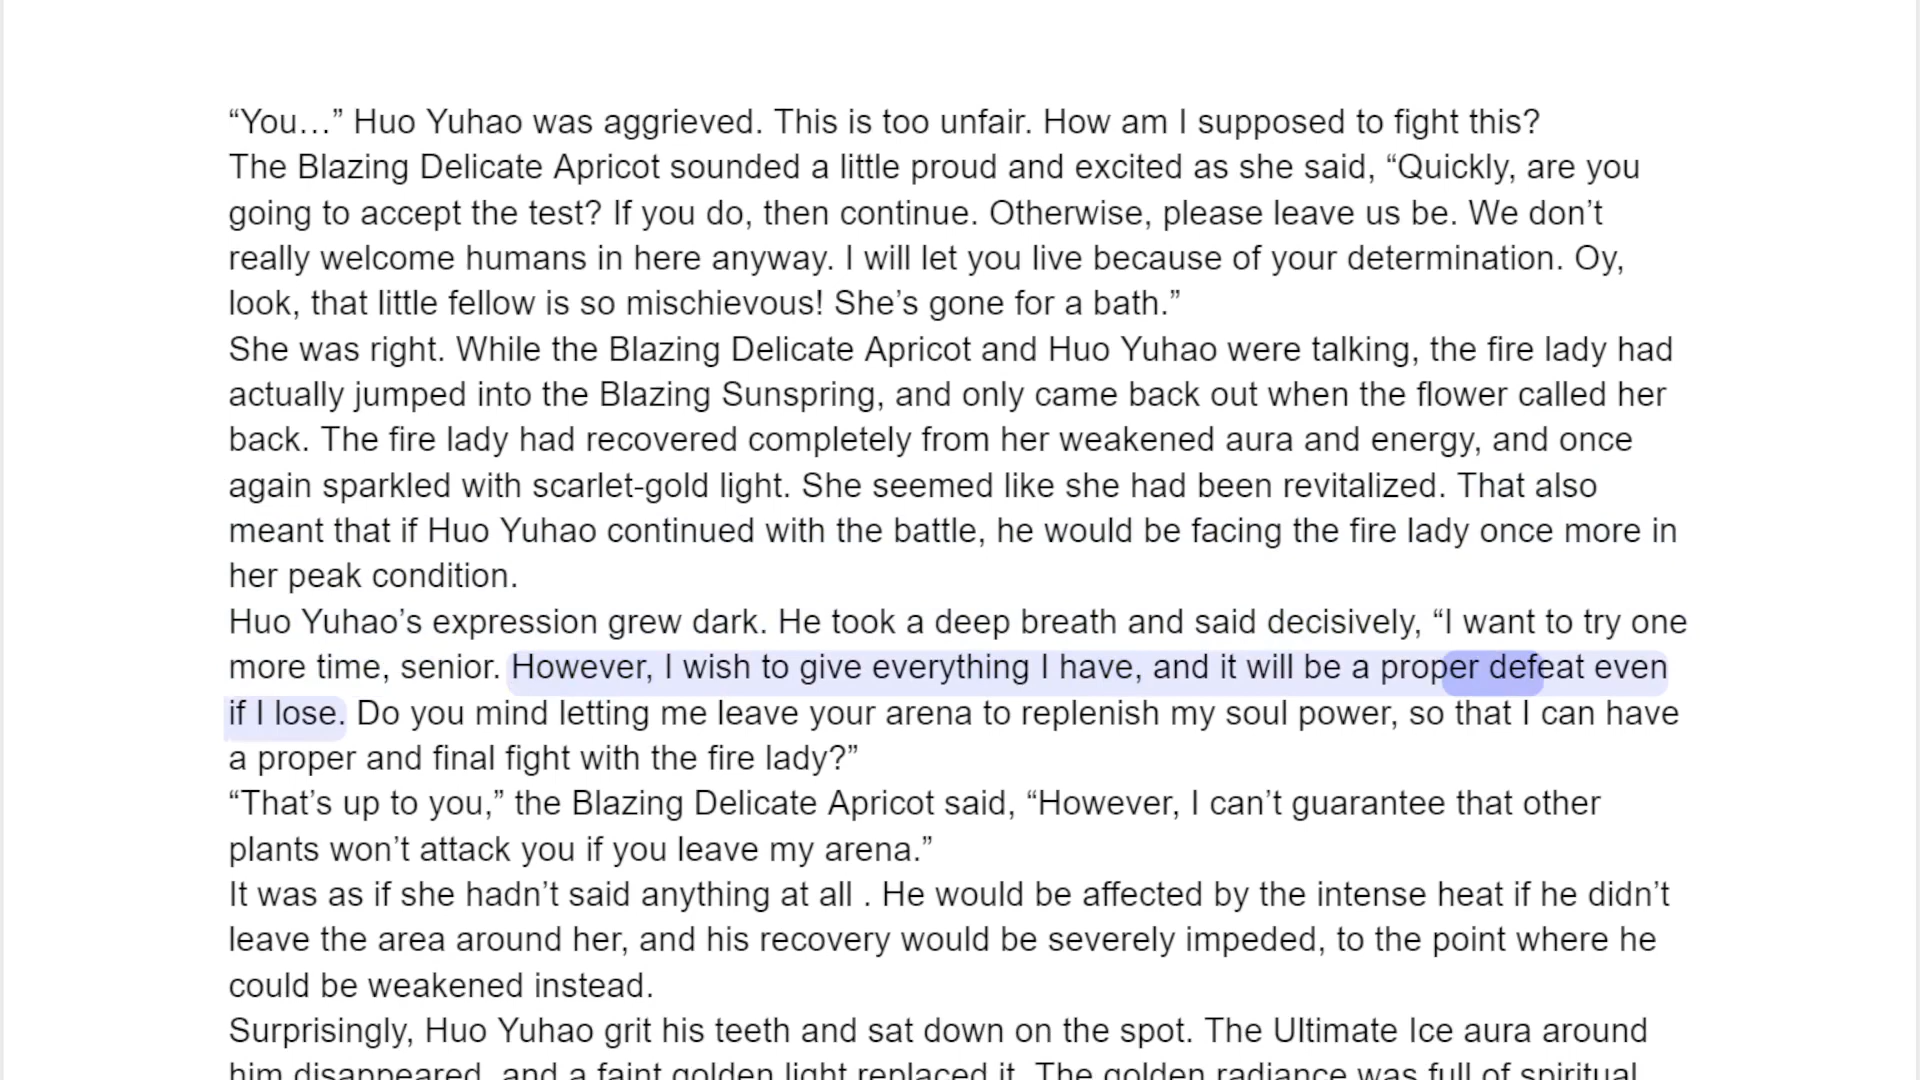 “You…” Huo Yuhao was aggrieved. This is too unfair. How am I supposed to fight this?
The Blazing Delicate Apricot sounded a little proud and excited as she said, “Quickly, are you
going to accept the test? If you do, then continue. Otherwise, please leave us be. We don’t
really welcome humans in here anyway. I will let you live because of your determination. Oy,
look, that little fellow is so mischievous! She’s gone for a bath.”
She was right. While the Blazing Delicate Apricot and Huo Yuhao were talking, the fire lady had
actually jumped into the Blazing Sunspring, and only came back out when the flower called her
back. The fire lady had recovered completely from her weakened aura and energy, and once
again sparkled with scarlet-gold light. She seemed like she had been revitalized. That also
meant that if Huo Yuhao continued with the battle, he would be facing the fire lady once more in
her peak condition.
Huo Yuhao’s expression grew dark. He took a deep breath and said decisively, “I want to try one
more time, senior. However, I wish to give everything I have, and it will be a proper defeat even
if I lose. Do you mind letting me leave your arena to replenish my soul power, so that I can have
a proper and final fight with the fire lady?”
“That’s up to you,” the Blazing Delicate Apricot said, “However, I can’t guarantee that other
plants won’t attack you if you leave my arena.”
It was as if she hadn’t said anything at all . He would be affected by the intense heat if he didn’t
leave the area around her, and his recovery would be severely impeded, to the point where he
could be weakened instead.
Surprisingly, Huo Yuhao grit his teeth and sat down on the spot. The Ultimate Ice aura around
him disappeared, and a faint golden light replaced it. The golden radiance was full of spiritual